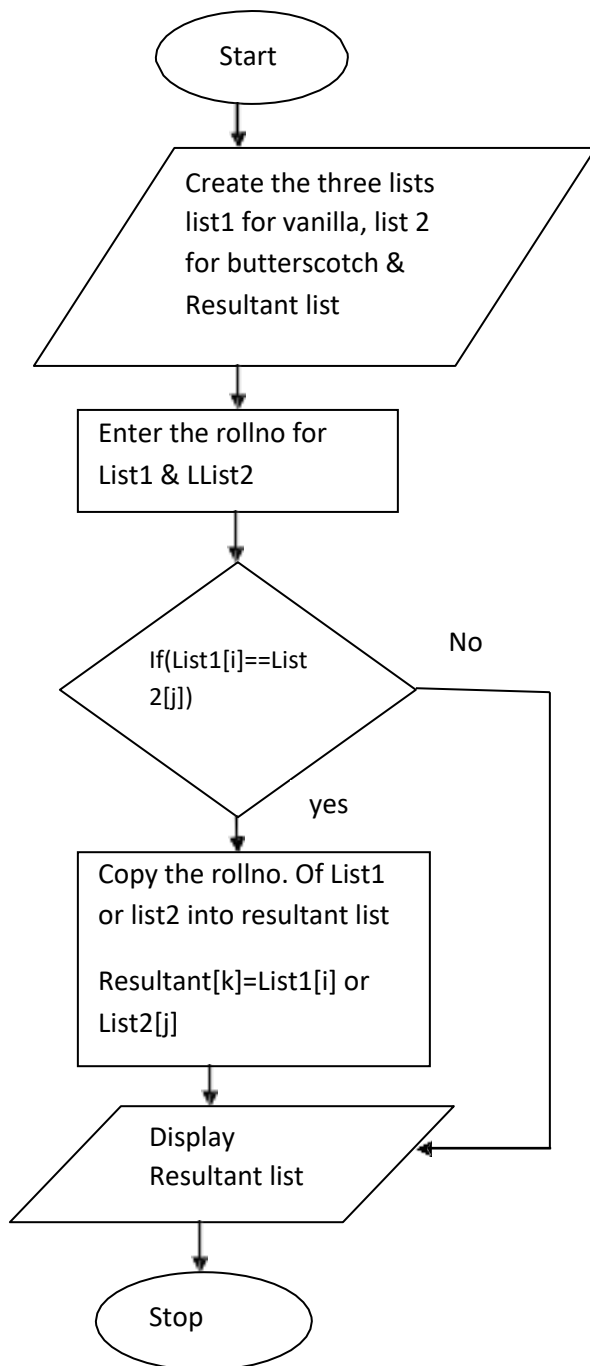 Start
Create the three lists
list1 for vanilla, list 2
for butterscotch &
Resultant list
Enter the rollno for
List1 & LList2
If(List1[i]==List
2[j])
No
yes
Copy the rollno. Of List1
or list2 into resultant list
Resultant[k]=List1[i] or
List2[j]
Display
Resultant list
Stop